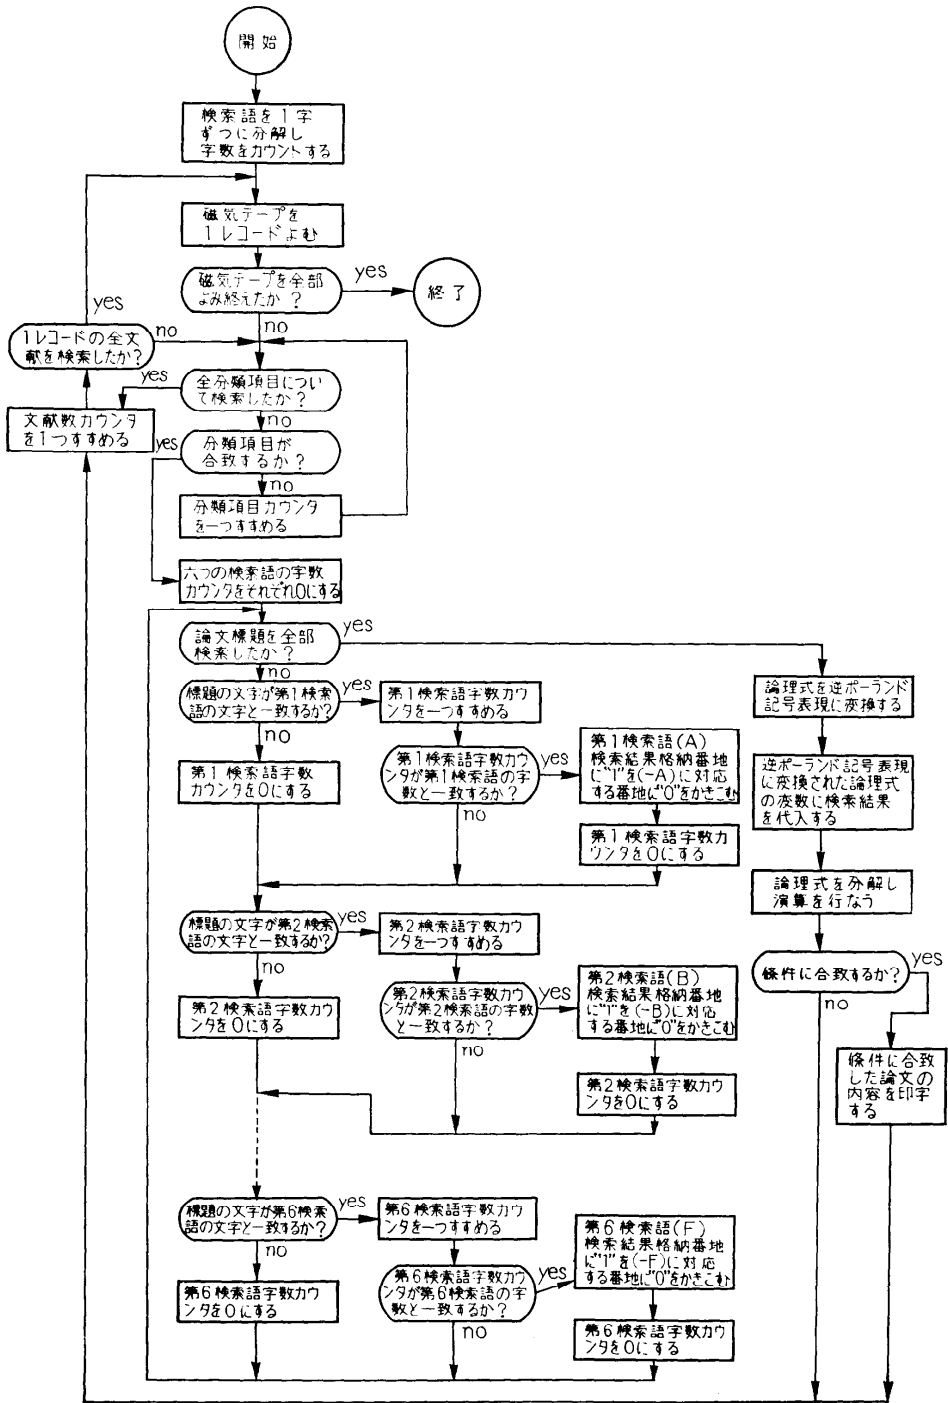 開始
検索語を1字
ずつに分解し
字数をカウントする
磁気テープを
1レコードよむ
磁気テープを全部
よみ終えたか?
yes
終了
no
yes
1レコードの全文
献を検索したか?
no
全分類項目につい
て検索したか?
yes
no
文献数カウンタ
を1つすすめる
分類項目が
合致するか?
yes
no
分類項目カウンタ
を一つすすめる
六つの検索語の字数
カウンタをそれぞれ0にする
論文標題を全部
検索したか?
yes
no
標題の文字が第1検索
語の文字と一致するか?
yes
no
第1検索語字数カウ
ンタを一つすすめる
第1検索語字数
カウンタを0にする
第1検索語字数カウン
タが第1検索語の字
数と一致するか?
yes
no
第1検索語(A)
検索結果格納番地
に"1"を(-A)に対応
する番地に"0"をかきこむ
第1検索語字数カ
ウンタを0にする
論理式を逆ポーランド
記号表現に変換する
逆ポーランド記号表現
に変換された論理式
の変数に検索結果
を代入する
論理式を分解し
演算を行なう
條件に合致するか?
yes
no
條件に合致
した論文の
内容を印字
する
標題の文字が第2検索
語の文字と一致するか?
yes
no
第2検索語字数カウ
ンタを一つすすめる
第2検索語字数カウ
ンタを0にする
第2検索語字数カウン
タが第2検索語の字数
と一致するか?
yes
no
第2検索語(B)
検索結果格納番地
に"1"を(-B)に対応
する番地に"0"をかきこむ
第2検索語字数カウ
ンタを0にする
標題の文字が第6検索
語の文字と一致するか?
yes
no
第6検索語字数カウ
ンタを一つすすめる
第6検索語字数カウ
ンタを0にする
第6検索語字数カウン
タが第6検索語の字
数と一致するか?
yes
no
第6検索語(F)
検索結果格納番地
に"1"を(-F)に対応
する番地に"0"をかきこむ
第6検索語字数カウ
ンタを0にする